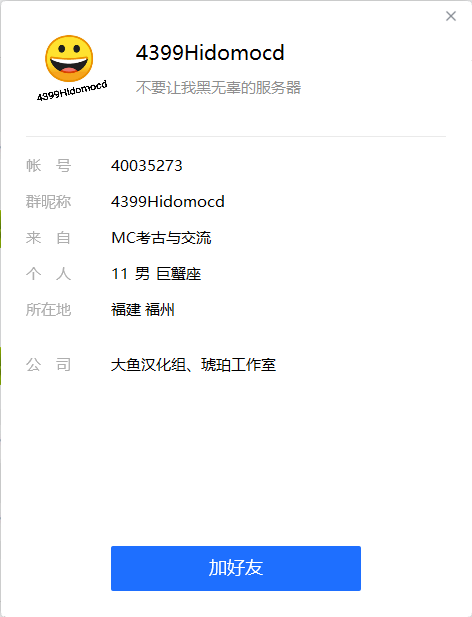 4399Hidomocd
4399Hidomocd
不要让我黑无辜的服务器
帐 号 40035273
群昵称 4399Hidomocd
来 自 MC考古与交流
个 人 11 男 巨蟹座
所在地 福建 福州
公 司 大鱼汉化组、琥珀工作室
加好友